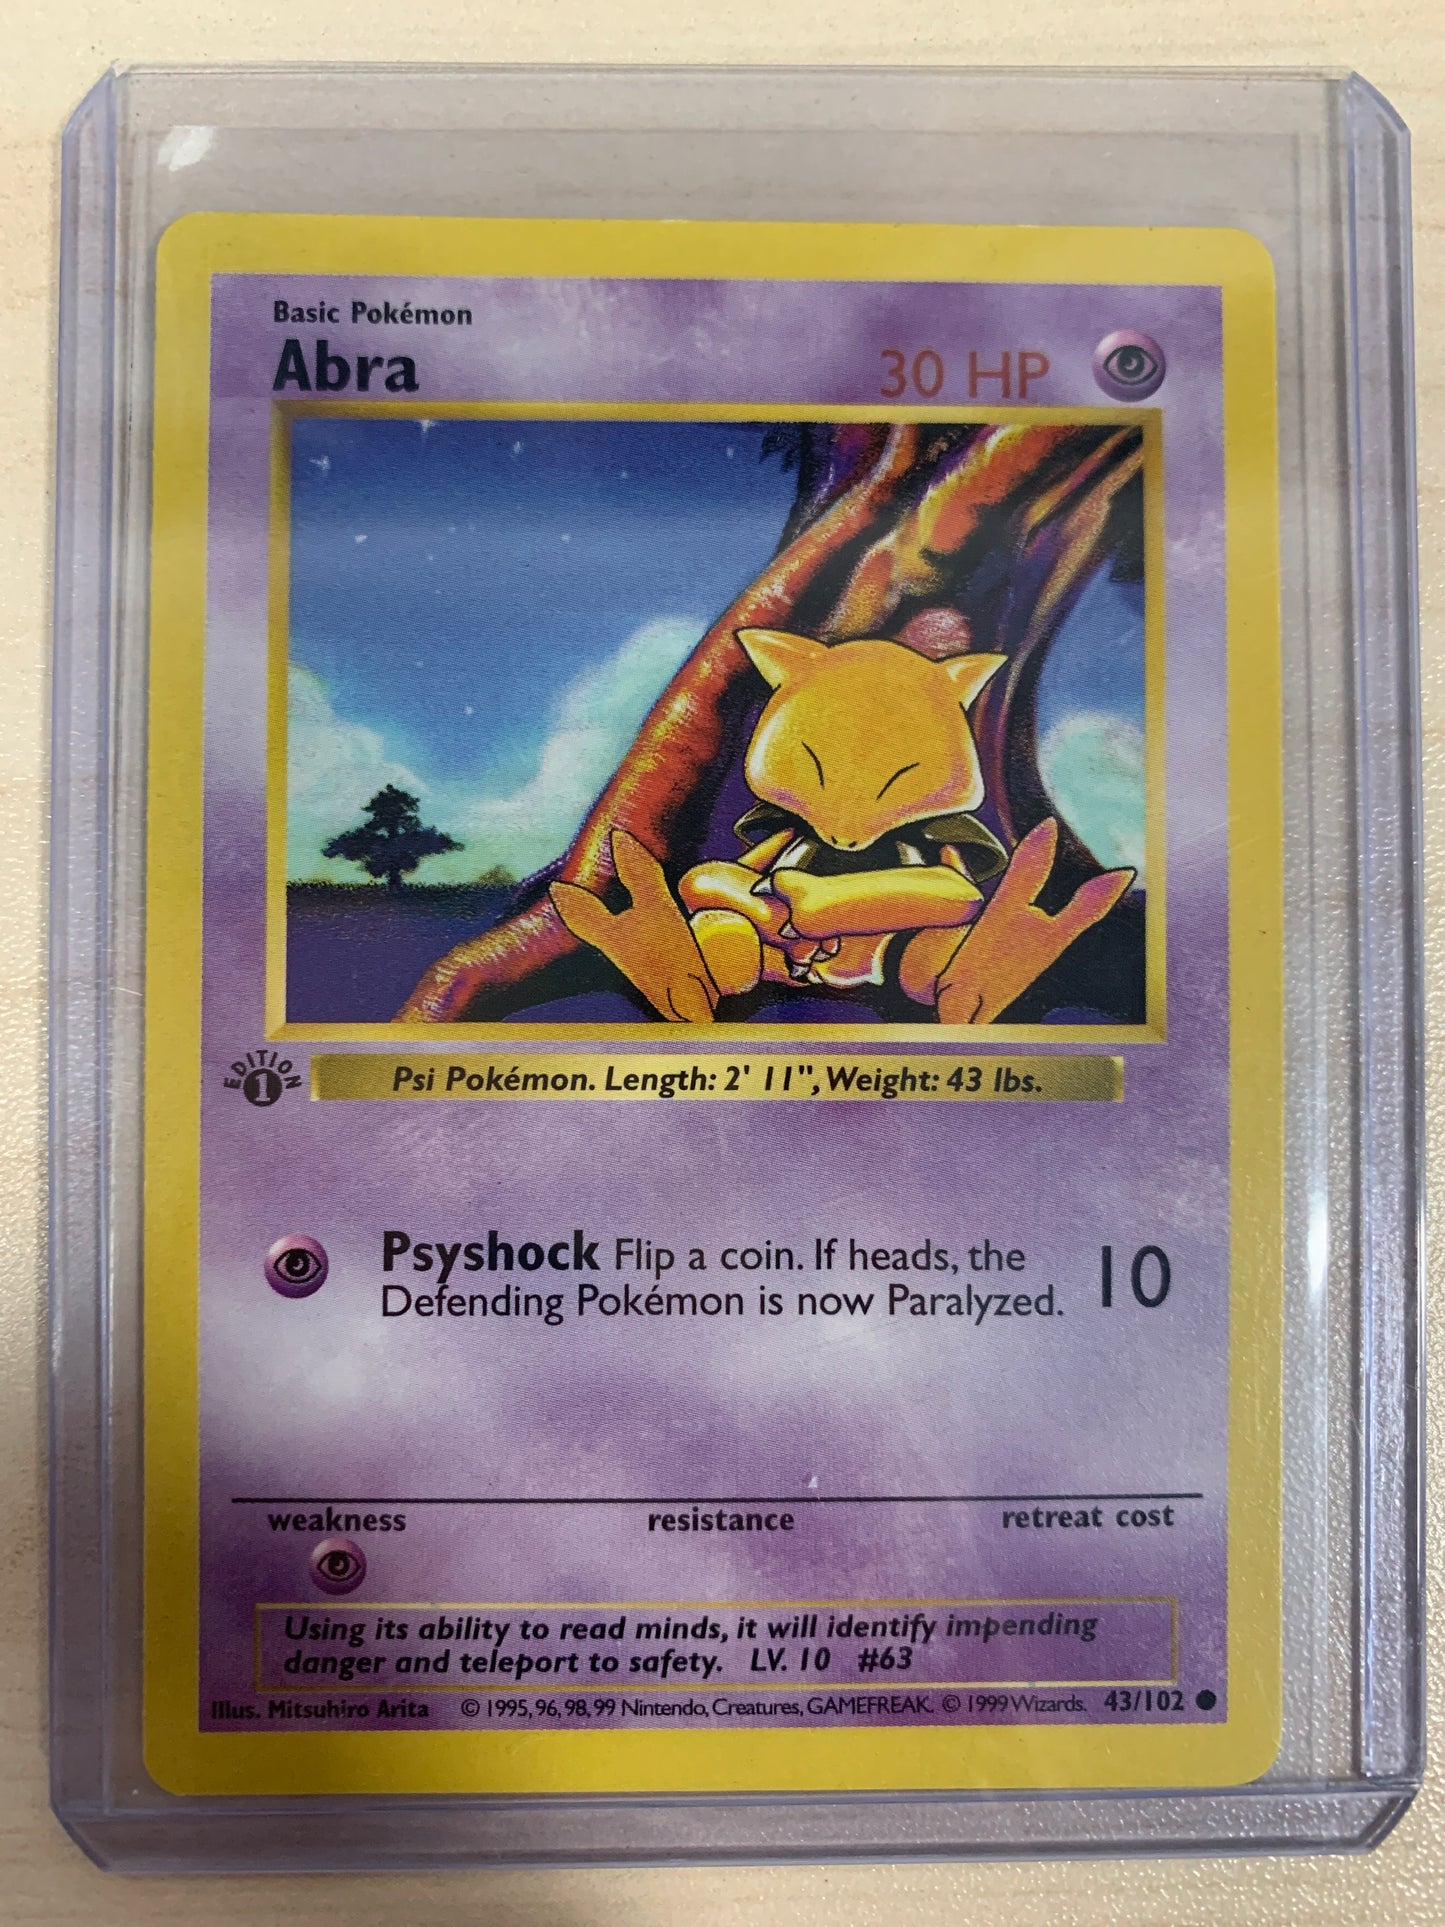 Basic Pokémon
Abra
30 HP
EDITION
1
Psi Pokémon. Length: 2' 11", Weight: 43 lbs.
Psyshock Flip a coin. If heads, the
Defending Pokémon is now Paralyzed.
10
weakness resistance retreat cost
Using its ability to read minds, it will identify impending
danger and teleport to safety. LV. 10 #63
Illus. Mitsuhiro Arita © 1995, 96, 98, 99 Nintendo, Creatures, GAMEFREAK. © 1999 Wizards. 43/102